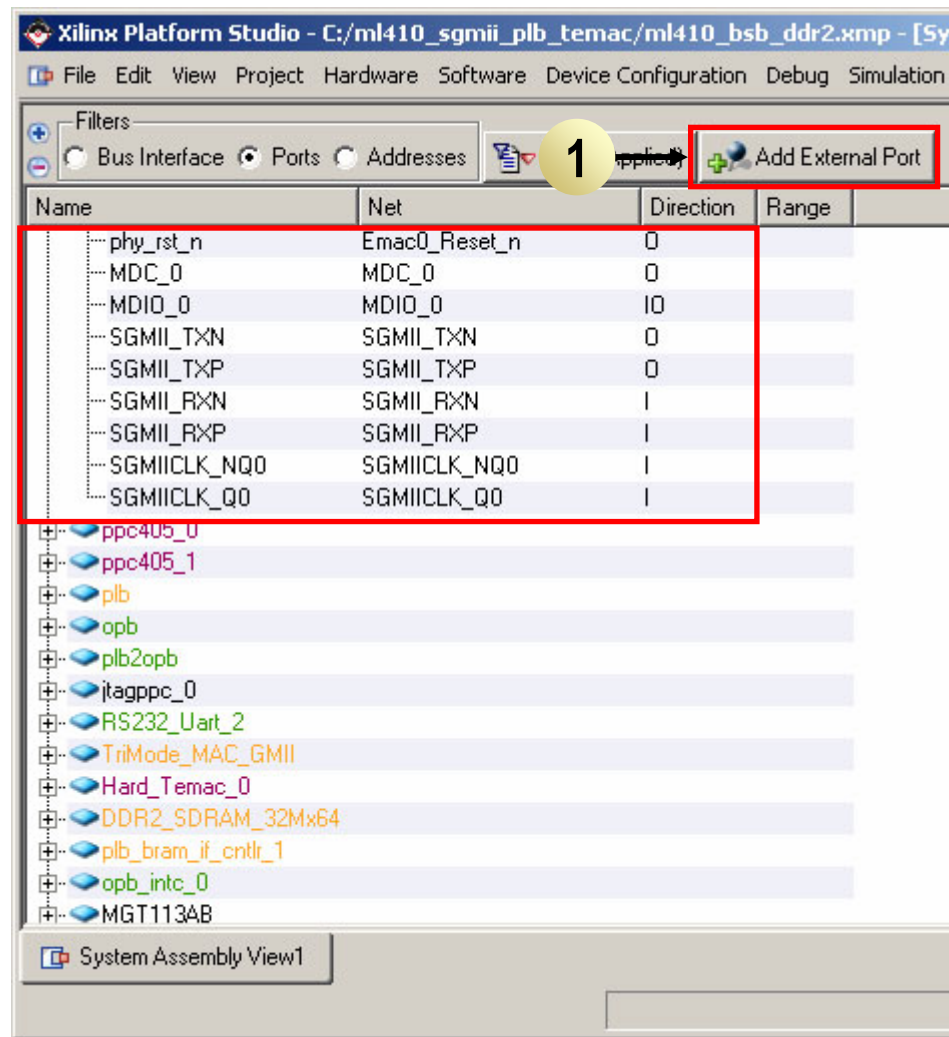 Xilinx Platform Studio - C:/ml410_sgmii_plb_temac/ml410_bsb_ddr2.xmp - [Sy
File Edit View Project Hardware Software Device Configuration Debug Simulation
Filters
Bus Interface Ports Addresses 1 Add External Port
Name Net Direction Range
phy_rst_n Emac0_Reset_n O
MDC_0 MDC_0 O
MDIO_0 MDIO_0 IO
SGMII_TXN SGMII_TXN O
SGMII_TXP SGMII_TXP O
SGMII_RXN SGMII_RXN I
SGMII_RXP SGMII_RXP I
SGMIICLK_NQ0 SGMIICLK_NQ0 I
SGMIICLK_Q0 SGMIICLK_Q0 I
ppc405_0
ppc405_1
plb
opb
plb2opb
jtagppc_0
RS232_Uart_2
TriMode_MAC_GMII
Hard_Temac_0
DDR2_SDRAM_32Mx64
plb_bram_if_cntlr_1
opb_intc_0
MGT113AB
System Assembly View1